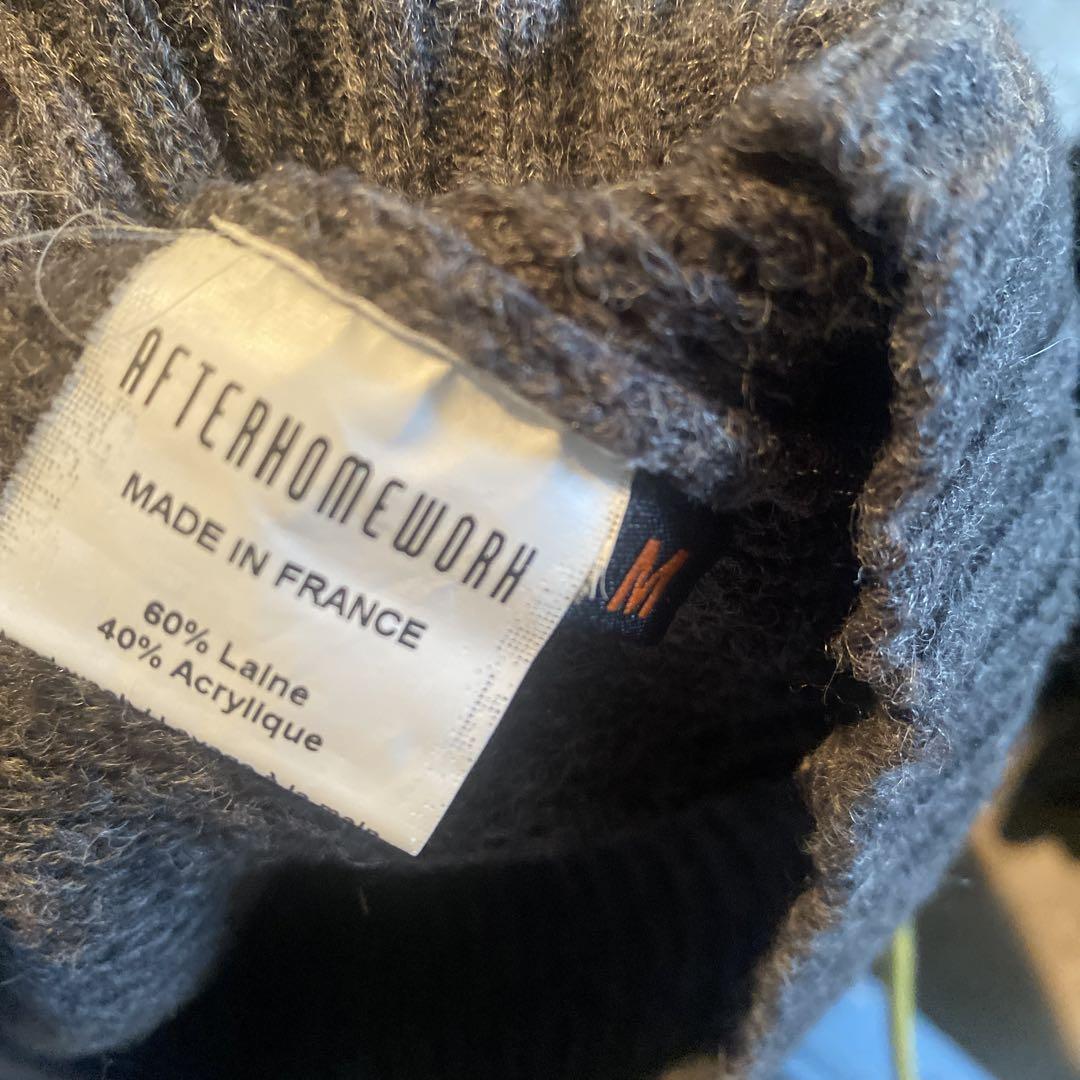 AFTERHOMEWORK
MADE IN FRANCE
60% Laine
40% Acrylique
M